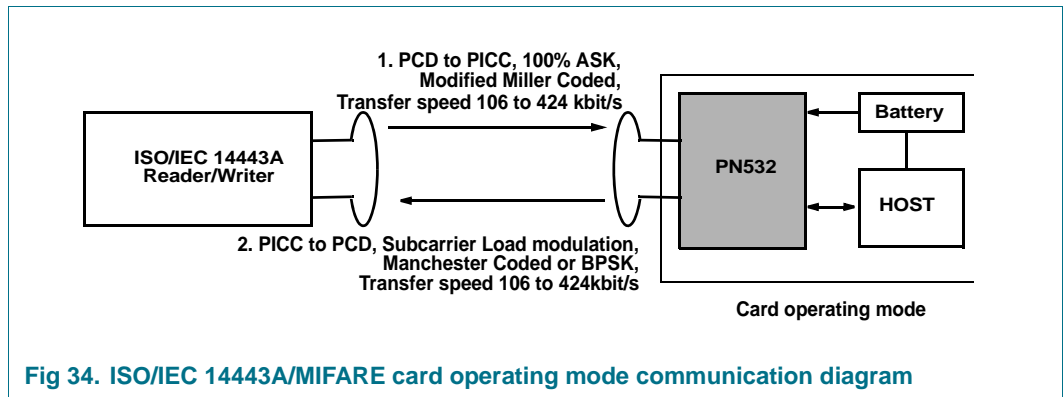 1. PCD to PICC, 100% ASK,
Modified Miller Coded,
Transfer speed 106 to 424 kbit/s
ISO/IEC 14443A
Reader/Writer
PN532
Battery
HOST
2. PICC to PCD, Subcarrier Load modulation,
Manchester Coded or BPSK,
Transfer speed 106 to 424kbit/s
Card operating mode
Fig 34. ISO/IEC 14443A/MIFARE card operating mode communication diagram